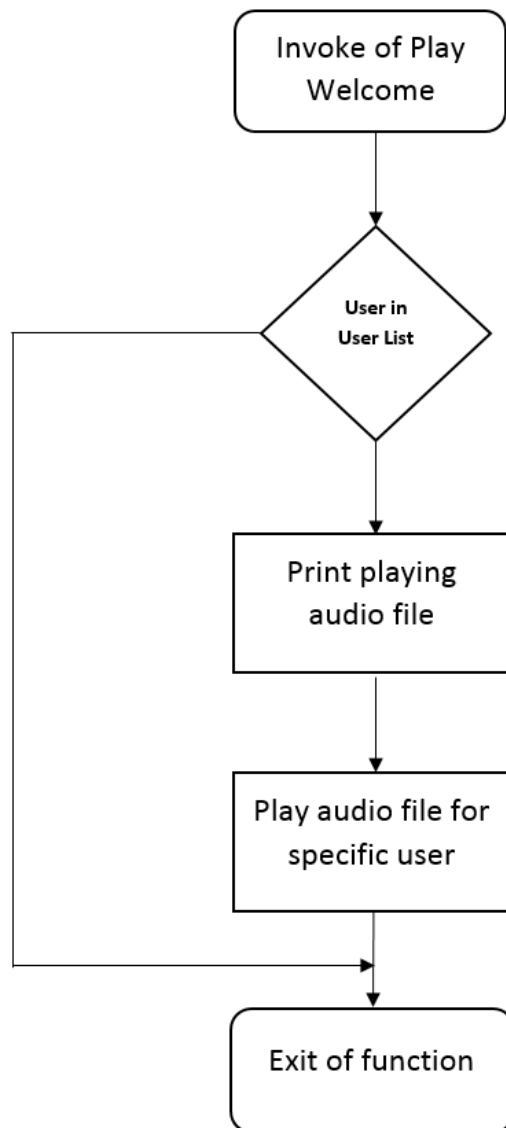 Invoke of Play
Welcome
User in
User List
Print playing
audio file
Play audio file for
specific user
Exit of function